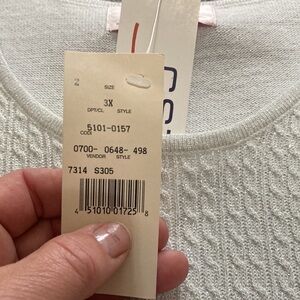 2
SIZE
3X
DPT/CL STYLE
5101-0157
CODE
0700- 0648- 498
VENDOR STYLE
7314 S305
4 51010 01725 8